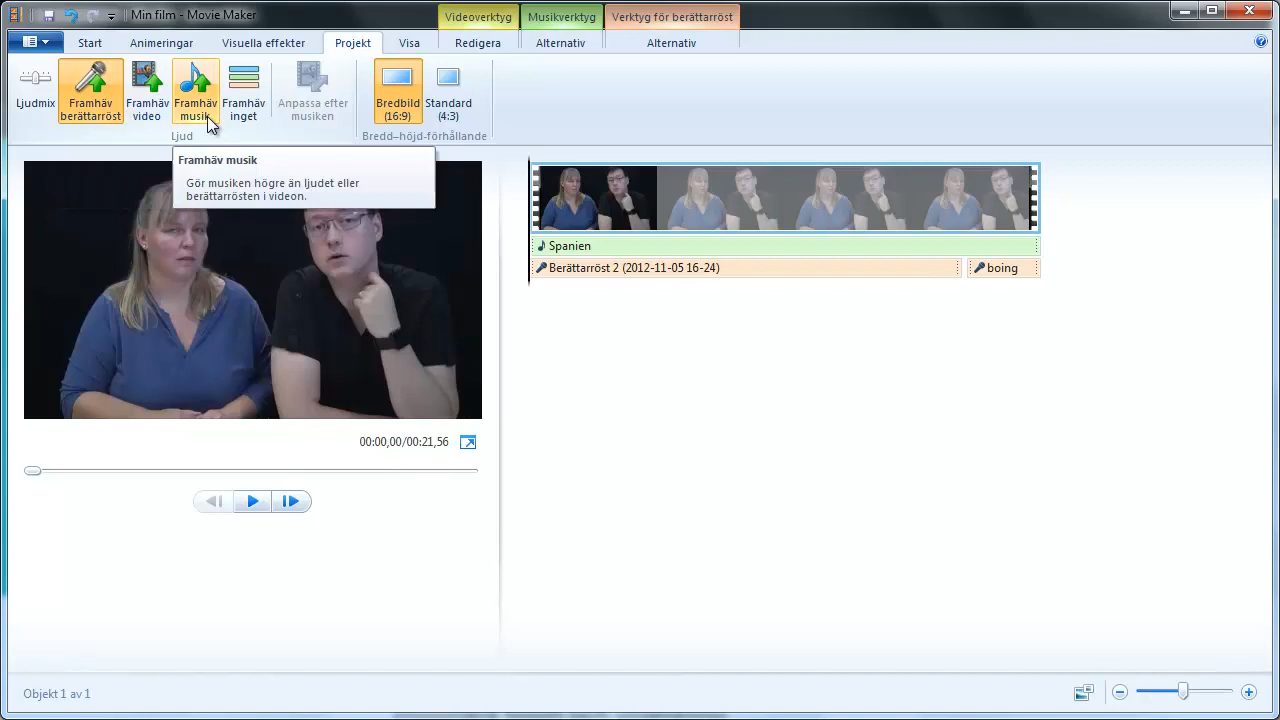 Min film - Movie Maker
Videoverktyg
Musikverktyg
Verktyg för berättarröst
Start
Animeringar
Visuella effekter
Projekt
Visa
Redigera
Alternativ
Alternativ
Ljudmix
Framhäv berättarröst
Framhäv video
Framhäv musik
Framhäv inget
Anpassa efter musiken
Bredbild (16:9)
Standard (4:3)
Ljud
Bredd–höjd-förhållande
Framhäv musik
Gör musiken högre än ljudet eller
berättarrösten i videon.
Spanien
Berättarröst 2 (2012-11-05 16-24)
boing
00:00,00/00:21,56
Objekt 1 av 1